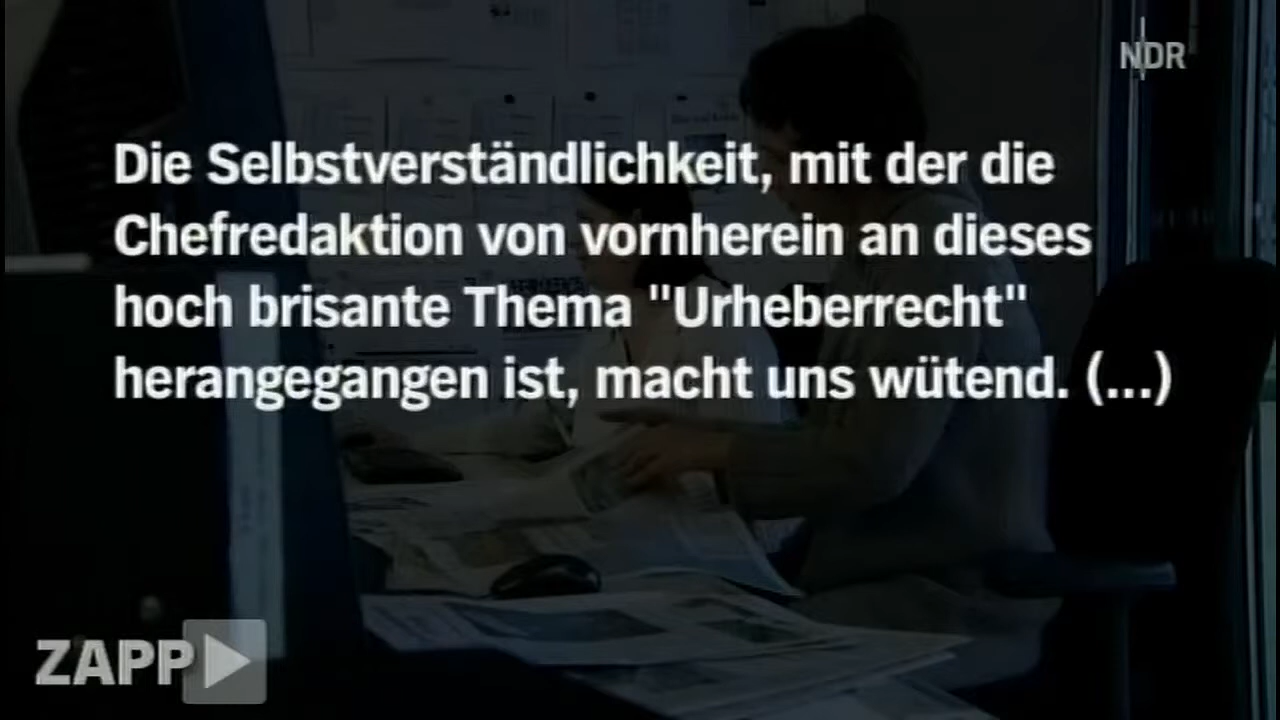 NDR
Die Selbstverständlichkeit, mit der die
Chefredaktion von vornherein an dieses
hoch brisante Thema "Urheberrecht"
herangegangen ist, macht uns wütend. (...)
ZAPP